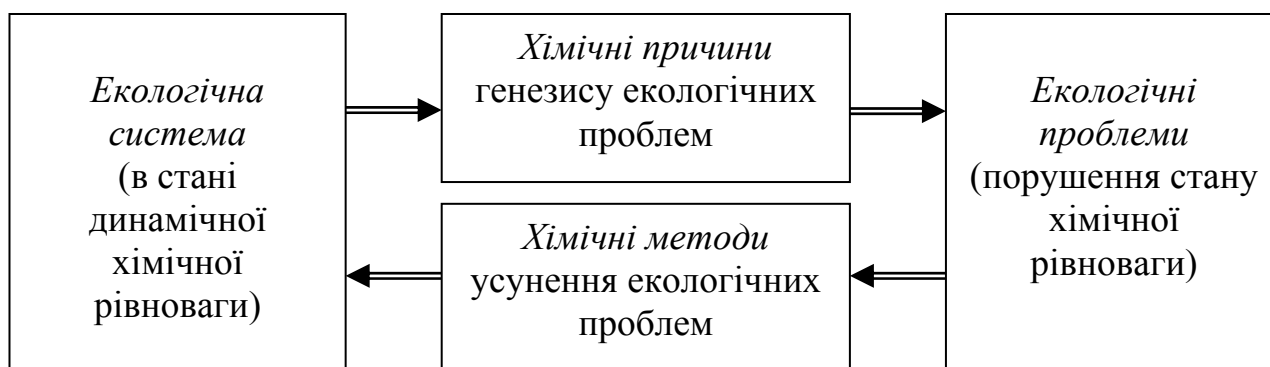 Екологічна
система
(в стані
динамічної
хімічної
рівноваги)
Хімічні причини
генезису екологічних
проблем
Хімічні методи
усунення екологічних
проблем
Екологічні
проблеми
(порушення стану
хімічної
рівноваги)